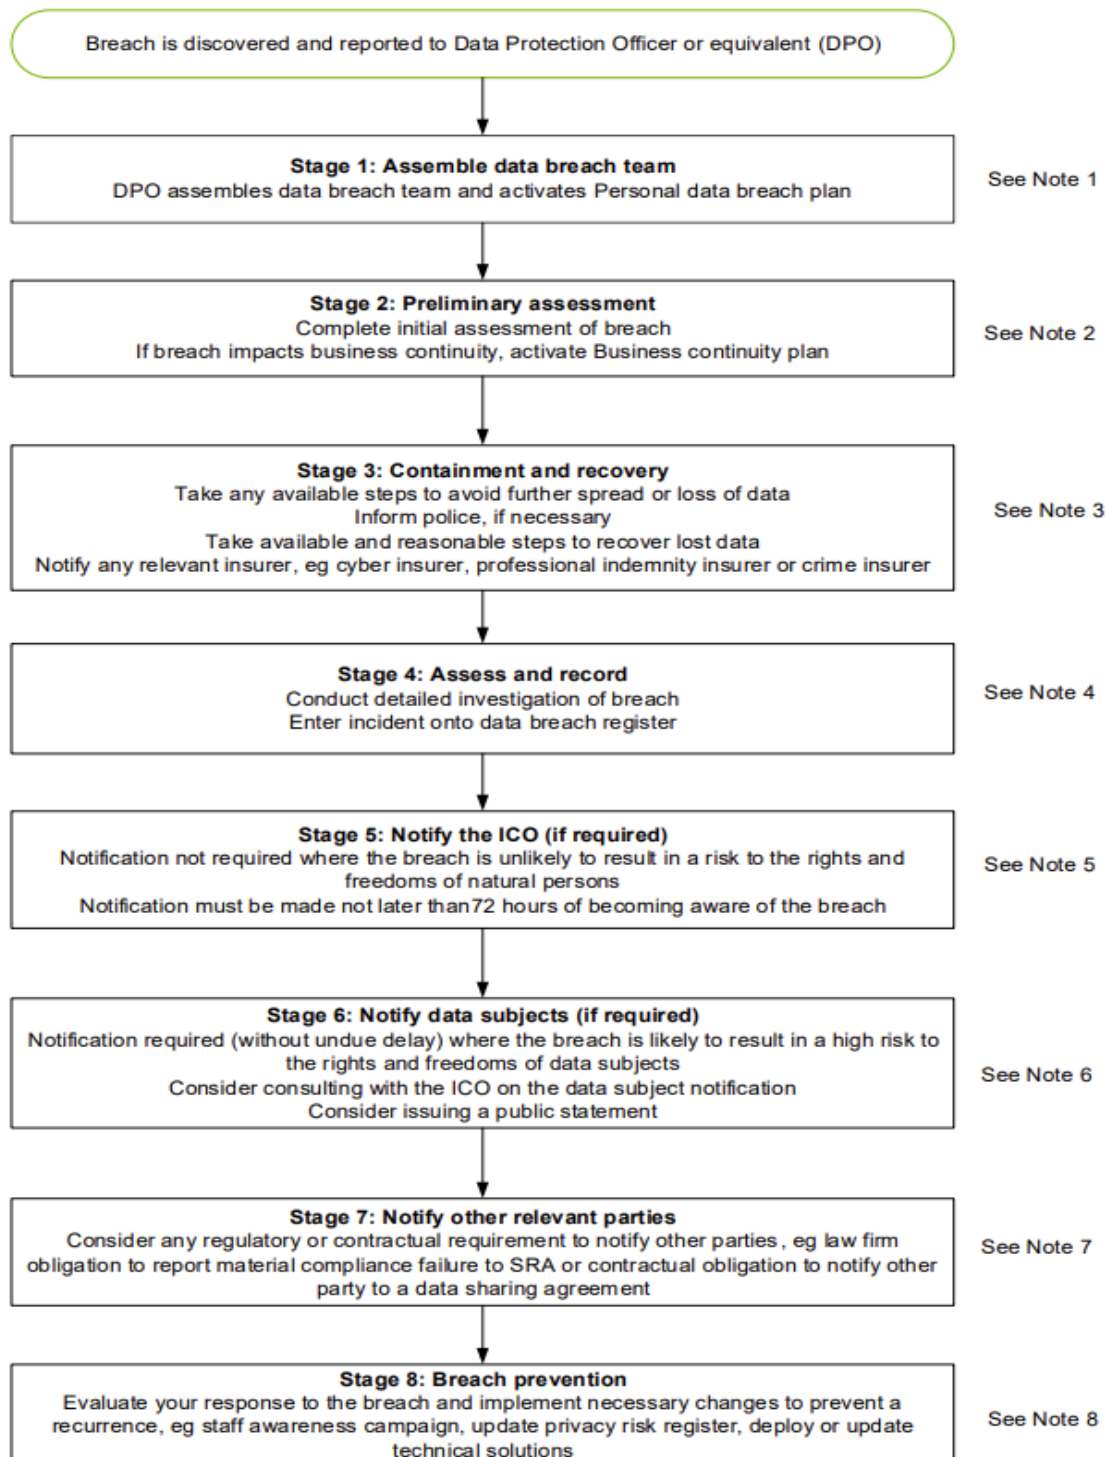 Breach is discovered and reported to Data Protection Officer or equivalent (DPO)
Stage 1: Assemble data breach team
DPO assembles data breach team and activates Personal data breach plan
See Note 1
Stage 2: Preliminary assessment
Complete initial assessment of breach
If breach impacts business continuity, activate Business continuity plan
See Note 2
Stage 3: Containment and recovery
Take any available steps to avoid further spread or loss of data
Inform police, if necessary
Take available and reasonable steps to recover lost data
Notify any relevant insurer, eg cyber insurer, professional indemnity insurer or crime insurer
See Note 3
Stage 4: Assess and record
Conduct detailed investigation of breach
Enter incident onto data breach register
See Note 4
Stage 5: Notify the ICO (if required)
Notification not required where the breach is unlikely to result in a risk to the rights and
freedoms of natural persons
Notification must be made not later than72 hours of becoming aware of the breach
See Note 5
Stage 6: Notify data subjects (if required)
Notification required (without undue delay) where the breach is likely to result in a high risk to
the rights and freedoms of data subjects
Consider consulting with the ICO on the data subject notification
Consider issuing a public statement
See Note 6
Stage 7: Notify other relevant parties
Consider any regulatory or contractual requirement to notify other parties, eg law firm
obligation to report material compliance failure to SRA or contractual obligation to notify other
party to a data sharing agreement
See Note 7
Stage 8: Breach prevention
Evaluate your response to the breach and implement necessary changes to prevent a
recurrence, eg staff awareness campaign, update privacy risk register, deploy or update
technical solutions
See Note 8